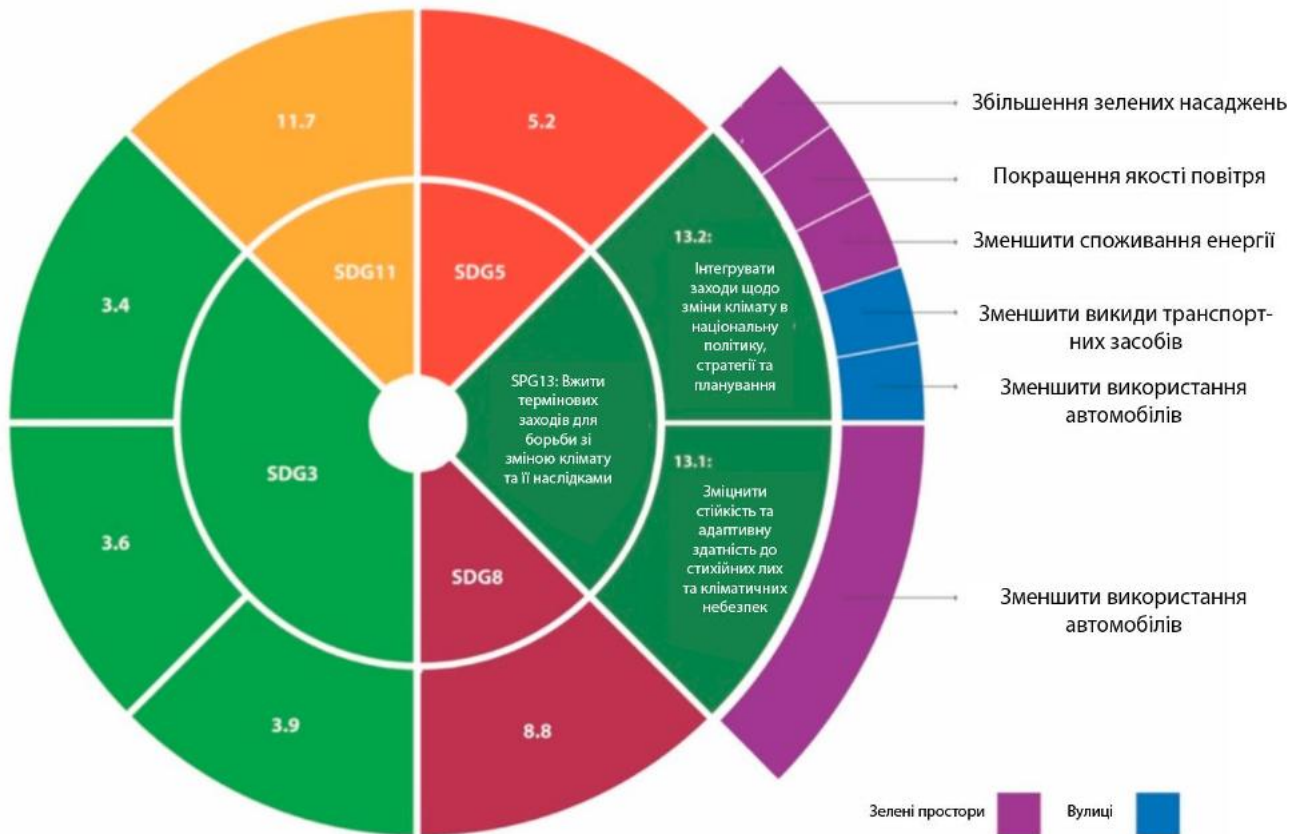 11.7
5.2
Збільшення зелених насаджень
Покращення якості повітря
Зменшити споживання енергії
Зменшити викиди транспорт-
них засобів
Зменшити використання
автомобілів
Зменшити використання
автомобілів
13.2:
Інтегрувати
заходи щодо
зміни клімату в
національну
політику,
стратегії та
планування
SDG11
SDG5
3.4
SPG13: Вжити
термінових
заходів для
борьби зі
зміною клімату
та її наслідками
SDG3
13.1:
Зміцнити
стійкість та
адаптивну
здатність до
стихійних лих
та кліматичних
небезпек
3.6
SDG8
3.9
8.8
Зелені простори
Вулиці